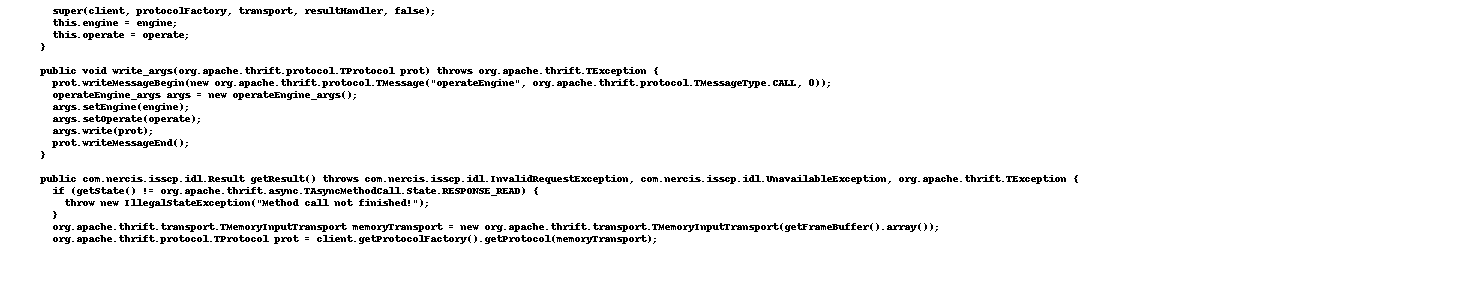 super(client, protocolFactory, transport, resultHandler, false);
this.engine = engine;
this.operate = operate;
}
public void write_args(org.apache.thrift.protocol.TProtocol prot) throws org.apache.thrift.TException {
prot.writeMessageBegin(new org.apache.thrift.protocol.TMessage("operateEngine", org.apache.thrift.protocol.TMessageType.CALL, 0));
operateEngine_args args = new operateEngine_args();
args.setEngine(engine);
args.setOperate(operate);
args.write(prot);
prot.writeMessageEnd();
}
public com.nercis.isscp.idl.Result getResult() throws com.nercis.isscp.idl.InvalidRequestException, com.nercis.isscp.idl.UnavailableException, org.apache.thrift.TException {
if (getState() != org.apache.thrift.async.TAsyncMethodCall.State.RESPONSE_READ) {
throw new IllegalStateException("Method call not finished!");
}
org.apache.thrift.transport.TMemoryInputTransport memoryTransport = new org.apache.thrift.transport.TMemoryInputTransport(getFrameBuffer().array());
org.apache.thrift.protocol.TProtocol prot = client.getProtocolFactory().getProtocol(memoryTransport);